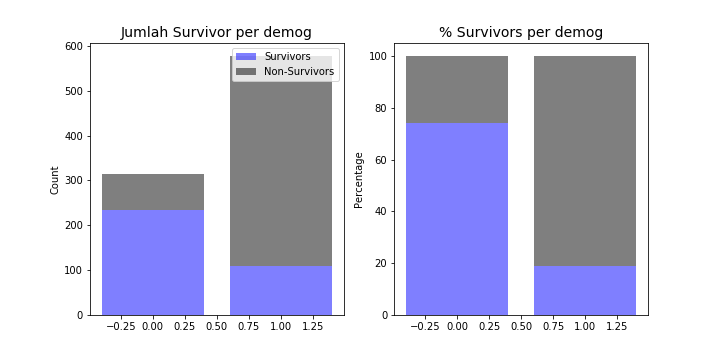 Jumlah Survivor per demog
Survivors
Non-Survivors
600
500
400
300
200
100
0
Count
−0.25 0.00 0.25 0.50 0.75 1.00 1.25
% Survivors per demog
100
80
60
40
20
0
Percentage
−0.25 0.00 0.25 0.50 0.75 1.00 1.25